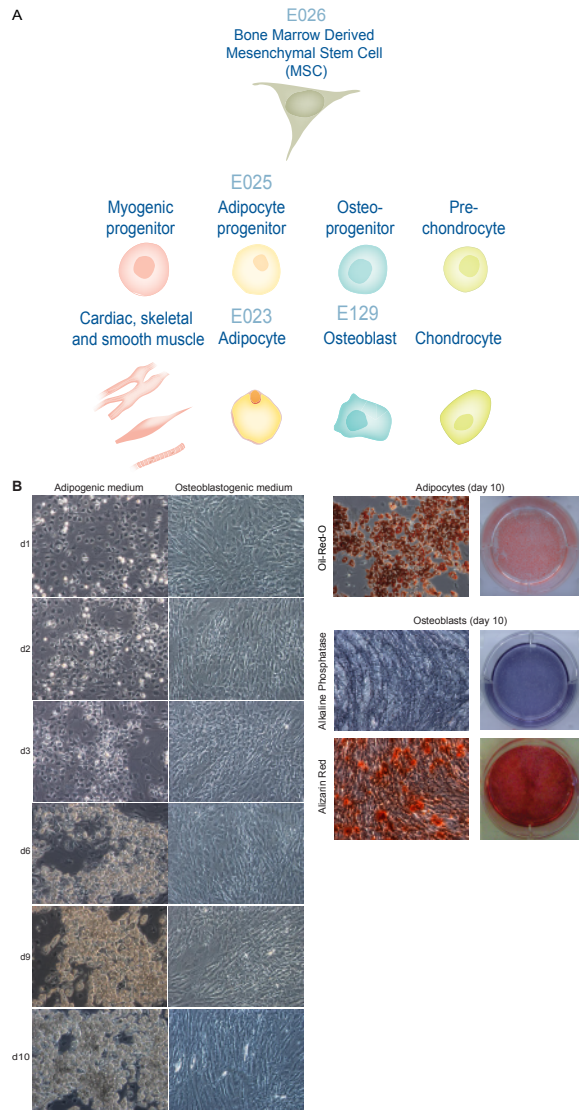 A
E026
Bone Marrow Derived
Mesenchymal Stem Cell
(MSC)
E025
Myogenic
progenitor
Adipocyte
progenitor
Osteo-
progenitor
Pre-
chondrocyte
E023
E129
Cardiac, skeletal
and smooth muscle
Adipocyte
Osteoblast
Chondrocyte
B
Adipogenic medium
Osteoblastogenic medium
d1
d2
d3
d6
d9
d10
Adipocytes (day 10)
Oil-Red-O
Osteoblasts (day 10)
Alkaline Phosphatase
Alizarin Red